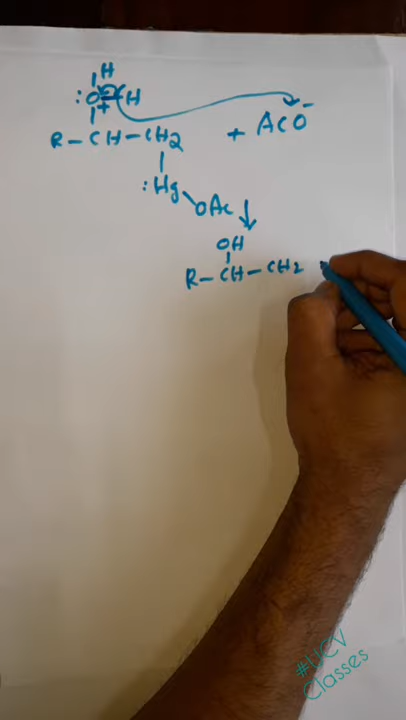 H
:O–H
+
R – CH – CH2 + ACO–
:Hg
OAc ↓
OH
R – CH – CH2
#UCV
Classes